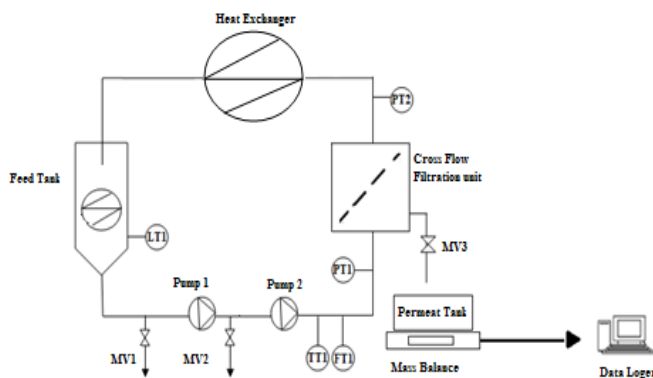 Heat Exchanger
PT2
Cross Flow
Filtration unit
Feed Tank
LT1
MV3
PT1
Pump 1
Pump 2
Permeat Tank
TT1
FT1
MV1
MV2
Mass Balance
Data Loger